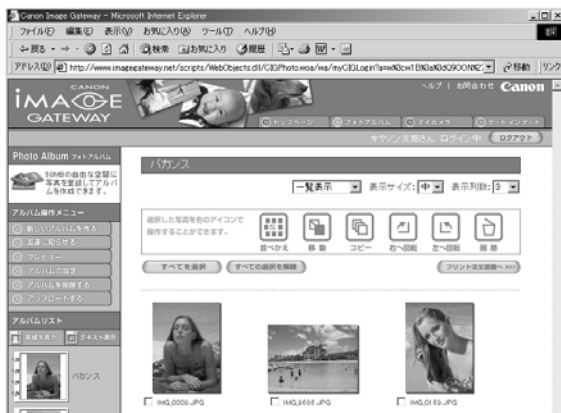 Canon Image Gateway - Microsoft Internet Explorer
ファイル(F) 編集(E) 表示(V) お気に入り(A) ツール(T) ヘルプ(H)
戻る 検索 お気に入り 履歴
アドレス(D) 移動 リンク
CANON
iMAGE
GATEWAY
ヘルプ | お問合わせ Canon
トップページ フォトアルバム マイカメラ ゲートインゲート
キヤノン太郎さん ログイン中 ログアウト
Photo Album フォトアルバム
50MBの自由な空間に
写真を登録してアルバ
ムを作成できます。
アルバム操作メニュー
新しいアルバムを作る
友達に知らせる
プレビュー
アルバムの設定
アルバムを削除する
アップロードする
アルバムリスト
テキスト表示
バカンス
バカンス
一覧表示 表示サイズ: 中 表示列数: 3
選択した写真を右のアイコンで
操作することができます。
並べかえ 移動 コピー 右へ回転 左へ回転 削除
すべてを選択 すべての選択を解除 プリント注文画面へ >>>
IMG_0009.JPG